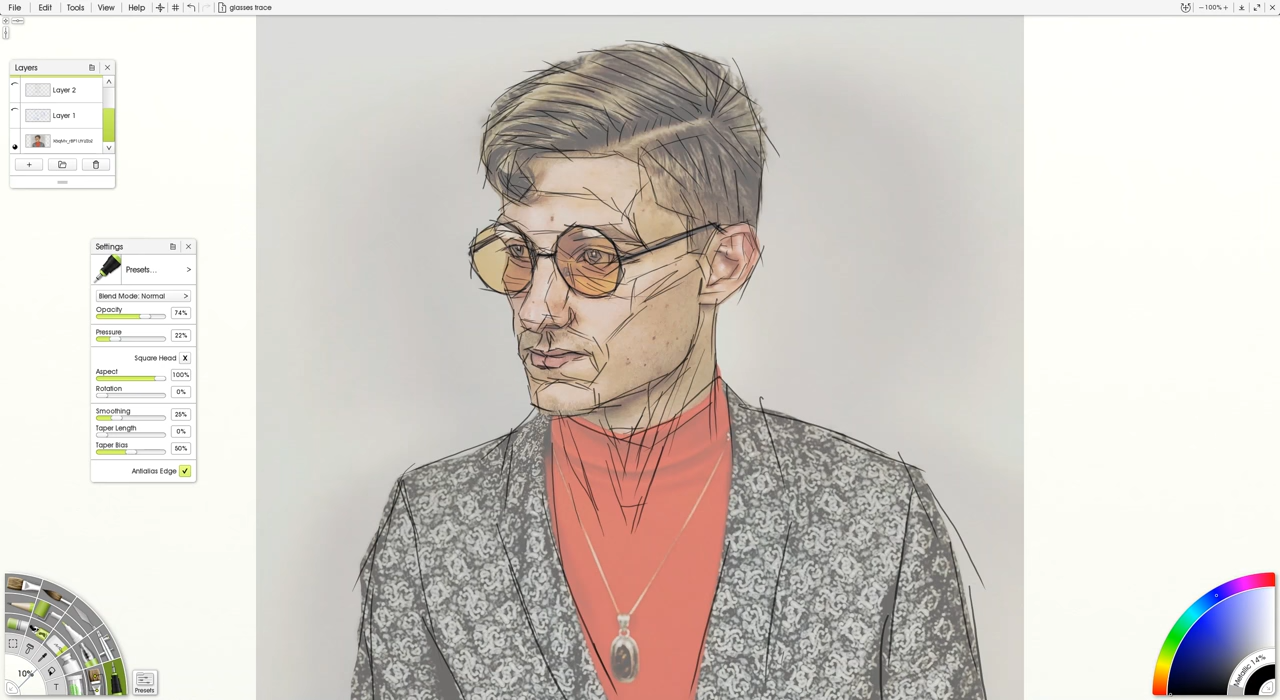 File Edit Tools View Help glasses trace −100%+
Layers
Layer 2
Layer 1
+
Settings
Presets... >
Blend Mode: Normal >
Opacity 74%
Pressure 22%
Square Head X
Aspect 100%
Rotation 0%
Smoothing 25%
Taper Length 0%
Taper Bias 50%
Antialias Edge ✓
10%
T
Presets
Metallic 14%